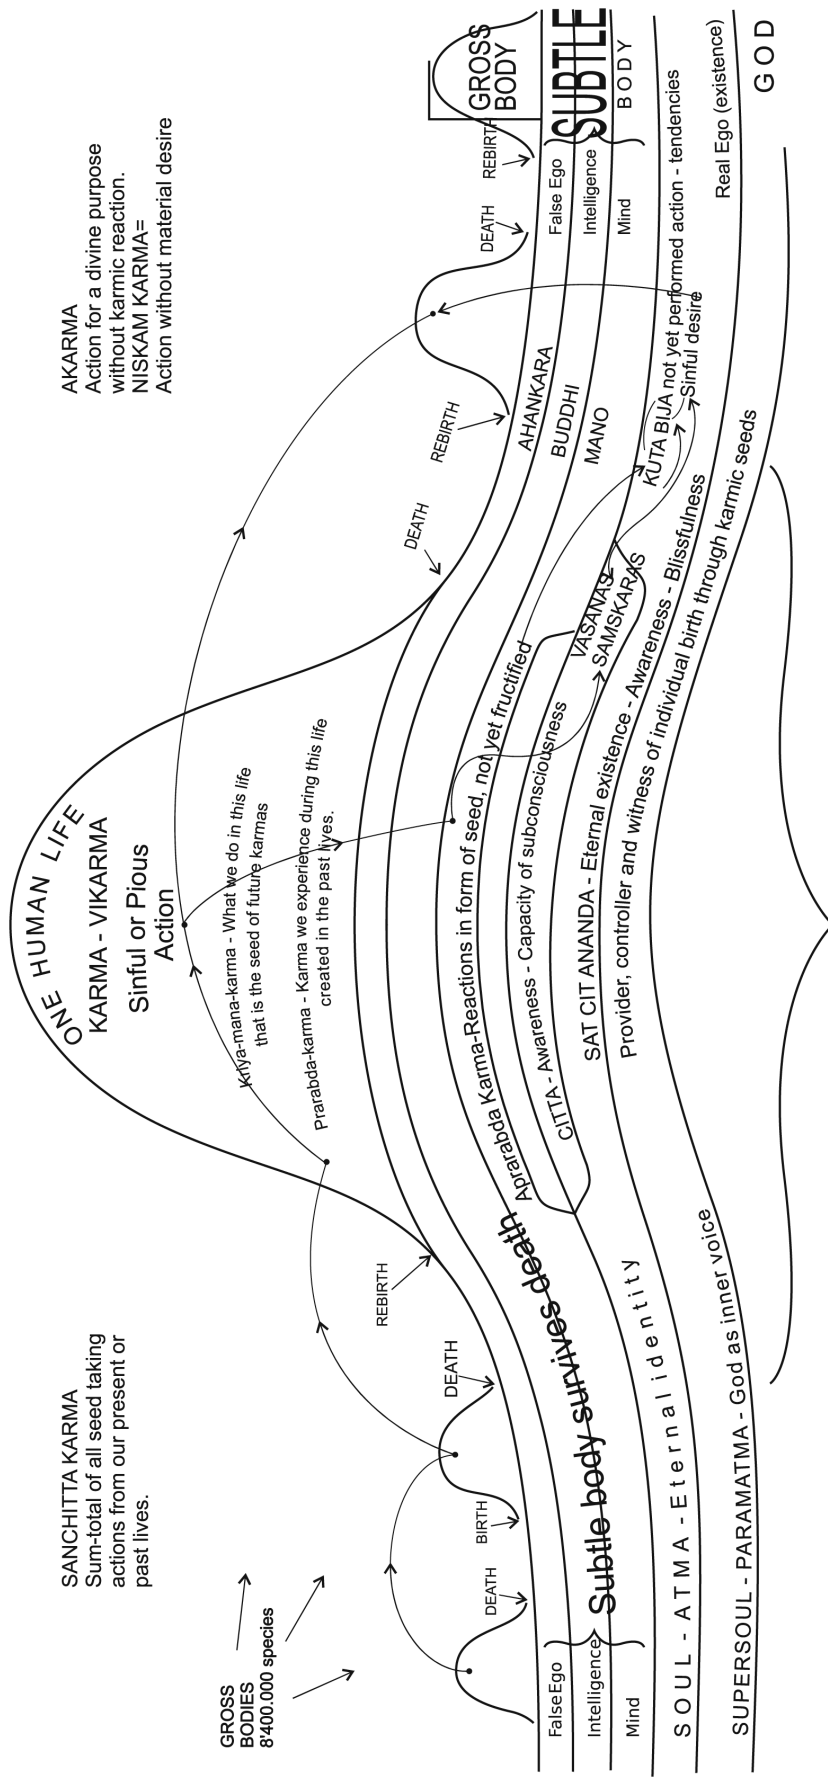 SANCHITTA KARMA
Sum-total of all seed taking
actions from our present or
past lives.
AKARMA
Action for a divine purpose
without karmic reaction.
NISKAM KARMA=
Action without material desire
ONE HUMAN LIFE
KARMA - VIKARMA
Sinful or Pious
Action
Kriya-mana-karma - What we do in this life
that is the seed of future karmas
Prarabda-karma - Karma we experience during this life
created in the past lives.
GROSS
BODIES
8'400.000 species
DEATH
BIRTH
DEATH
REBIRTH
DEATH
REBIRTH
DEATH
REBIRTH
GROSS
BODY
False Ego
Intelligence
Mind
Subtle body survives death
AHANKARA
BUDDHI
MANO
False Ego
Intelligence
Mind
SUBTLE
BODY
Aprarabda Karma-Reactions in form of seed, not yet fructified
CITTA - Awareness - Capacity of subconsciousness
VASANAS
SAMSKARAS
KUTA BIJA not yet performed action - tendencies
Sinful desire
SOUL - ATMA - Eternal identity
SAT CIT ANANDA - Eternal existence - Awareness - Blissfulness
Real Ego (existence)
SUPERSOUL - PARAMATMA - God as inner voice
Provider, controller and witness of individual birth through karmic seeds
GOD